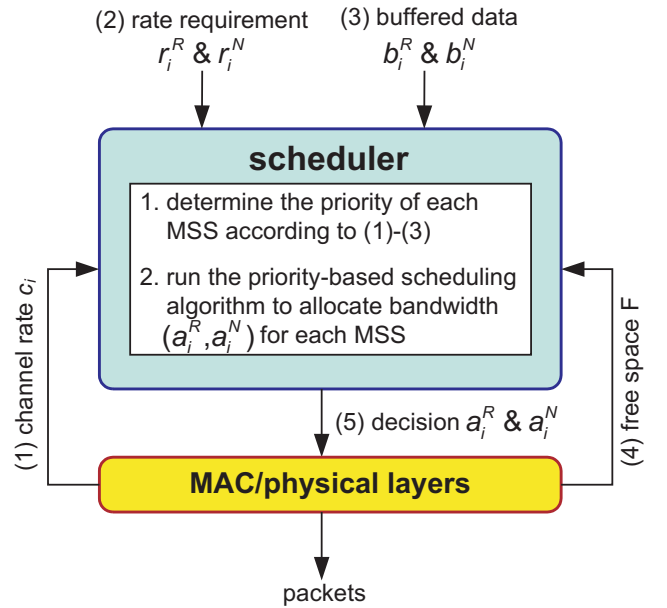 (2) rate requirement
r_i^R & r_i^N
(3) buffered data
b_i^R & b_i^N
scheduler
1. determine the priority of each
MSS according to (1)-(3)
2. run the priority-based scheduling
algorithm to allocate bandwidth
(a_i^R,a_i^N) for each MSS
(1) channel rate c_i
(4) free space F
(5) decision a_i^R & a_i^N
MAC/physical layers
packets